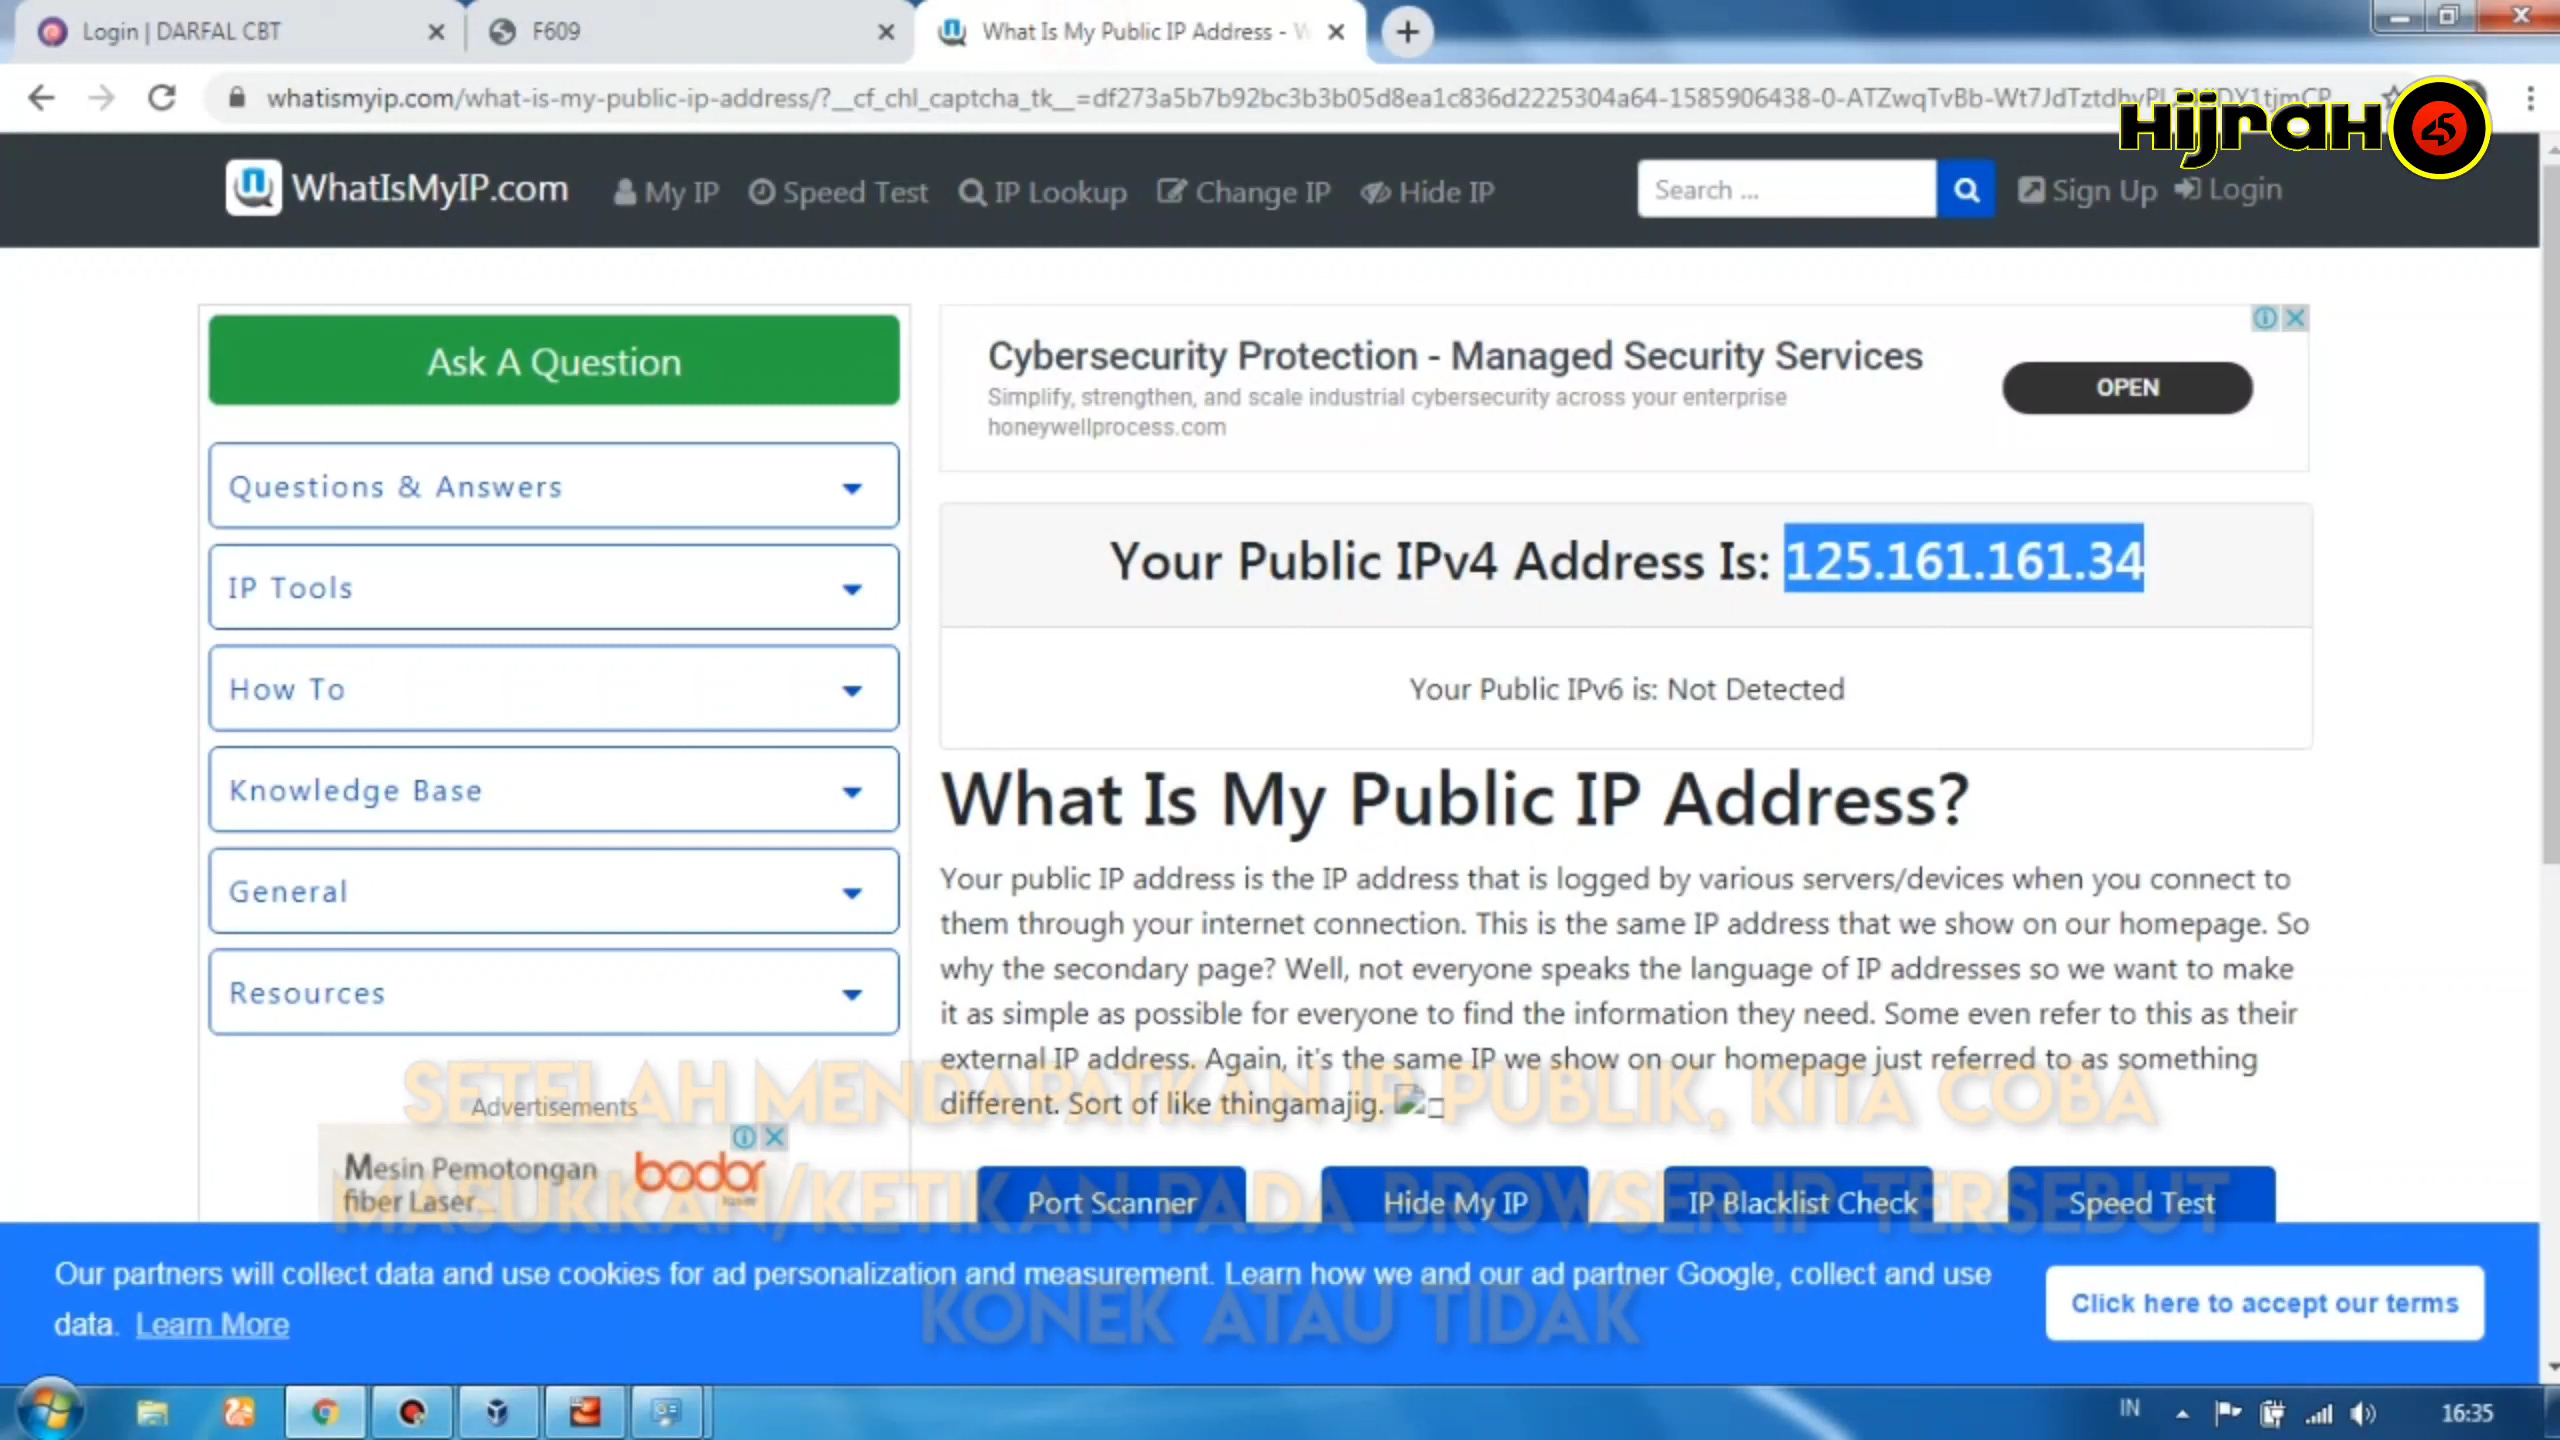 Login | DARFAL CBT
F609
What Is My Public IP Address - W
whatismyip.com/what-is-my-public-ip-address/?__cf_chl_captcha_tk__=df273a5b7b92bc3b3b05d8ea1c836d2225304a64-1585906438-0-ATZwqTvBb-Wt7JdTztdhvPL
HIJRAH 45
WhatIsMyIP.com
My IP
Speed Test
IP Lookup
Change IP
Hide IP
Search ...
Sign Up
Login
Ask A Question
Questions & Answers
IP Tools
How To
Knowledge Base
General
Resources
Advertisements
Mesin Pemotongan
fiber Laser...
bodor
laser
Cybersecurity Protection - Managed Security Services
Simplify, strengthen, and scale industrial cybersecurity across your enterprise
honeywellprocess.com
OPEN
Your Public IPv4 Address Is: 125.161.161.34
Your Public IPv6 is: Not Detected
What Is My Public IP Address?
Your public IP address is the IP address that is logged by various servers/devices when you connect to
them through your internet connection. This is the same IP address that we show on our homepage. So
why the secondary page? Well, not everyone speaks the language of IP addresses so we want to make
it as simple as possible for everyone to find the information they need. Some even refer to this as their
external IP address. Again, it's the same IP we show on our homepage just referred to as something
different. Sort of like thingamajig.
Port Scanner
Hide My IP
IP Blacklist Check
Speed Test
SETELAH MENDAPATKAN IP PUBLIK, KITA COBA
MASUKKAN/KETIKAN PADA BROWSER IP TERSEBUT
KONEK ATAU TIDAK
Our partners will collect data and use cookies for ad personalization and measurement. Learn how we and our ad partner Google, collect and use
data. Learn More
Click here to accept our terms
IN
16:35